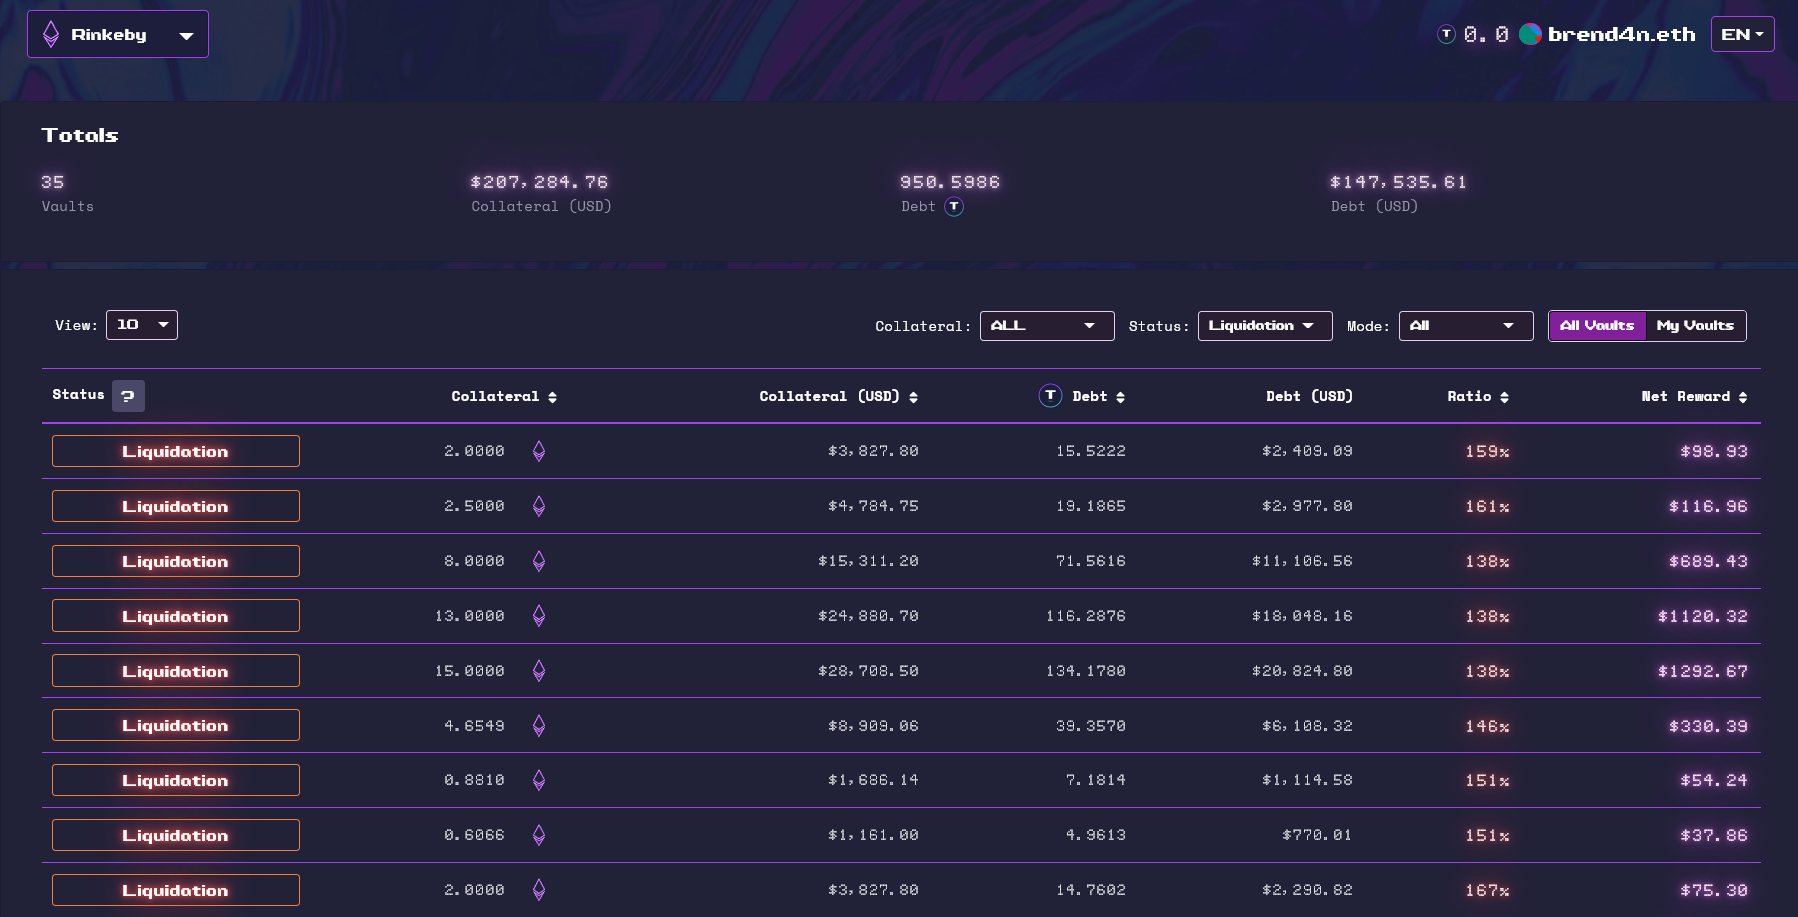 Rinkeby
T 0.0 brend4n.eth EN
Totals
35 $207,284.76 950.5986 $147,535.61
Vaults Collateral (USD) Debt T Debt (USD)
View: 10 Collateral: ALL Status: Liquidation Mode: All All Vaults My Vaults
Status ? Collateral Collateral (USD) T Debt Debt (USD) Ratio Net Reward
Liquidation 2.0000 $3,827.80 15.5222 $2,409.09 159% $98.93
Liquidation 2.5000 $4,784.75 19.1865 $2,977.80 161% $116.96
Liquidation 8.0000 $15,311.20 71.5616 $11,106.56 138% $689.43
Liquidation 13.0000 $24,880.70 116.2876 $18,048.16 138% $1120.32
Liquidation 15.0000 $28,708.50 134.1780 $20,824.80 138% $1292.67
Liquidation 4.6549 $8,909.06 39.3570 $6,108.32 146% $330.39
Liquidation 0.8810 $1,686.14 7.1814 $1,114.58 151% $54.24
Liquidation 0.6066 $1,161.00 4.9613 $770.01 151% $37.86
Liquidation 2.0000 $3,827.80 14.7602 $2,290.82 167% $75.30